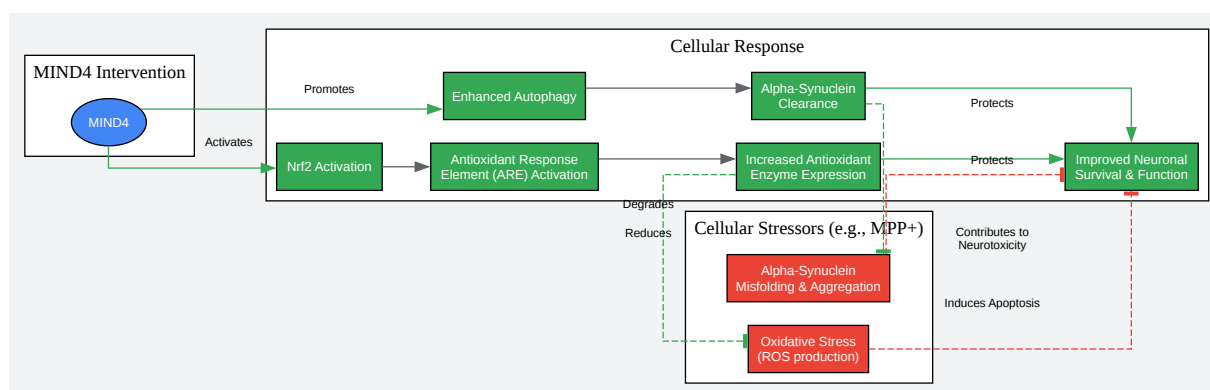 Cellular Response
MIND4 Intervention
MIND4
Promotes
Activates
Enhanced Autophagy
Alpha-Synuclein
Clearance
Protects
Nrf2 Activation
Antioxidant Response
Element (ARE) Activation
Increased Antioxidant
Enzyme Expression
Protects
Improved Neuronal
Survival & Function
Degrades
Reduces
Cellular Stressors (e.g., MPP+)
Contributes to
Neurotoxicity
Alpha-Synuclein
Misfolding & Aggregation
Induces Apoptosis
Oxidative Stress
(ROS production)